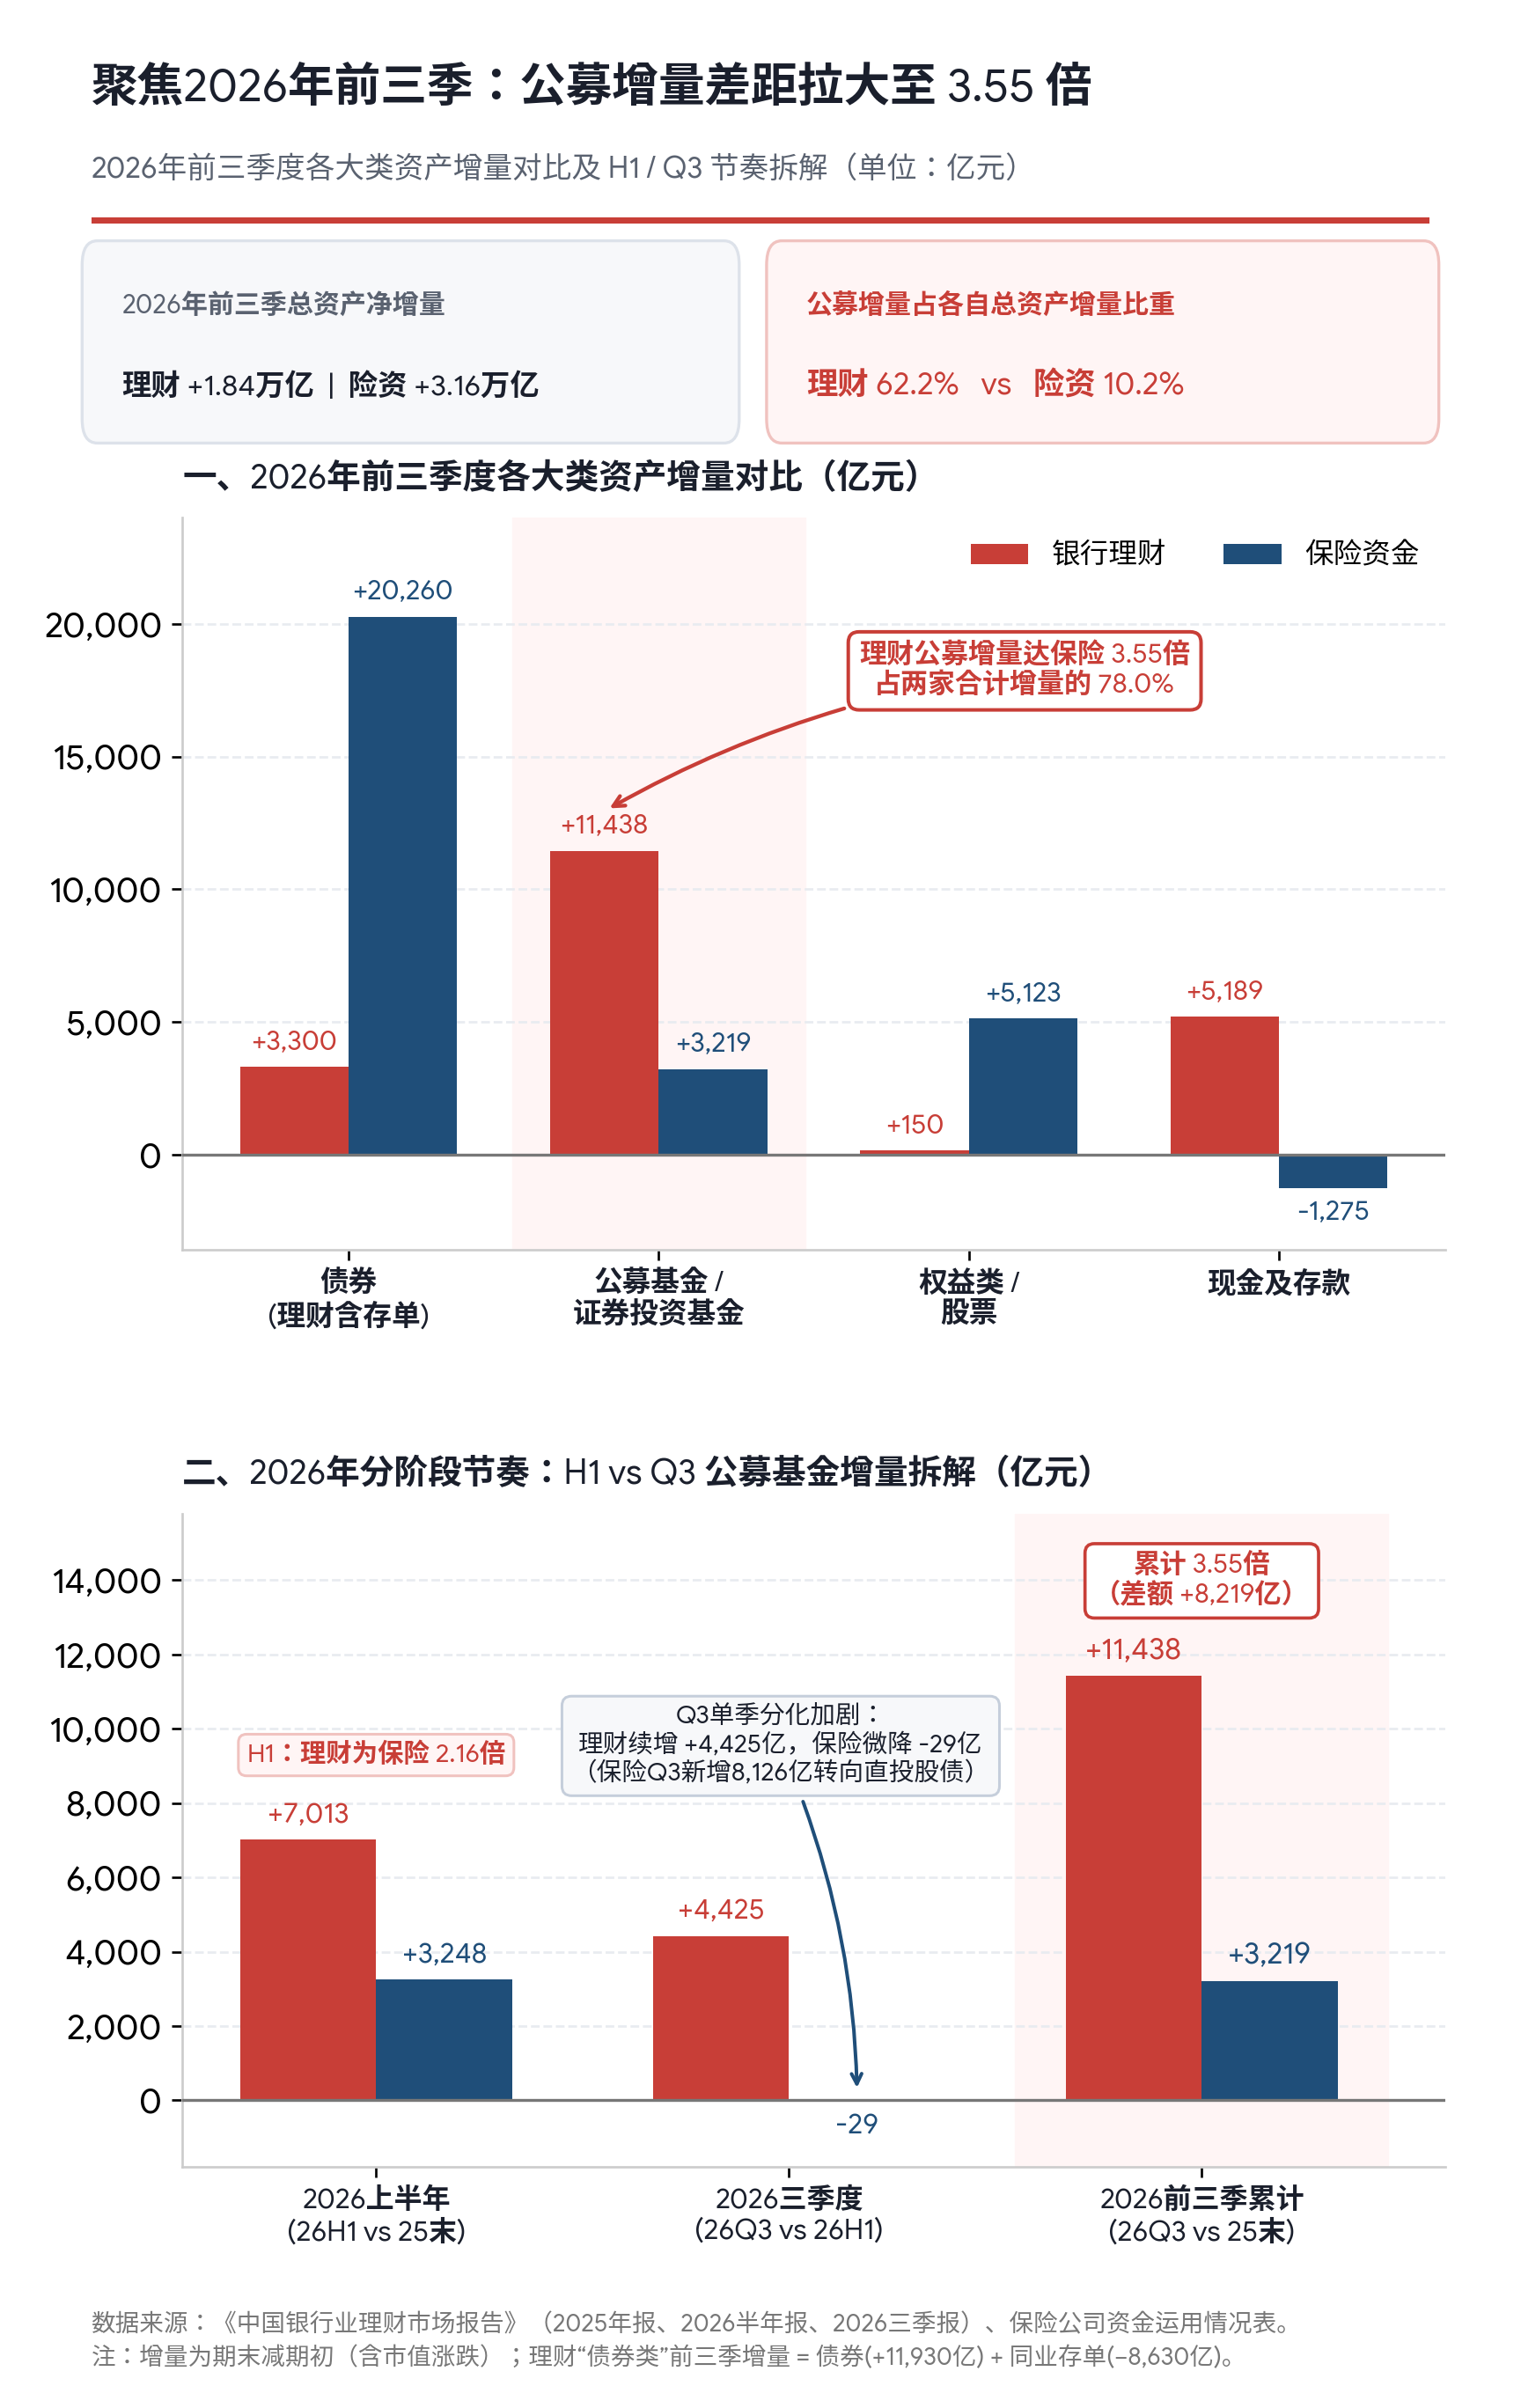 聚焦2026年前三季：公募增量差距拉大至 3.55 倍
2026年前三季度各大类资产增量对比及 H1 / Q3 节奏拆解（单位：亿元）
2026年前三季总资产净增量
理财 +1.84万亿 | 险资 +3.16万亿
公募增量占各自总资产增量比重
理财 62.2% vs 险资 10.2%
一、2026年前三季度各大类资产增量对比（亿元）
银行理财
保险资金
20,000
15,000
10,000
5,000
0
+3,300
+20,260
理财公募增量达保险 3.55倍
占两家合计增量的 78.0%
+11,438
+3,219
+150
+5,123
+5,189
-1,275
债券
(理财含存单)
公募基金 /
证券投资基金
权益类 /
股票
现金及存款
二、2026年分阶段节奏：H1 vs Q3 公募基金增量拆解（亿元）
14,000
12,000
10,000
8,000
6,000
4,000
2,000
0
H1：理财为保险 2.16倍
+7,013
+3,248
Q3单季分化加剧：
理财续增 +4,425亿，保险微降 -29亿
（保险Q3新增8,126亿转向直投股债）
+4,425
-29
累计 3.55倍
（差额 +8,219亿）
+11,438
+3,219
2026上半年
(26H1 vs 25末)
2026三季度
(26Q3 vs 26H1)
2026前三季累计
(26Q3 vs 25末)
数据来源：《中国银行业理财市场报告》（2025年报、2026半年报、2026三季报）、保险公司资金运用情况表。
注：增量为期末减期初（含市值涨跌）；理财“债券类”前三季增量 = 债券(+11,930亿) + 同业存单(−8,630亿)。